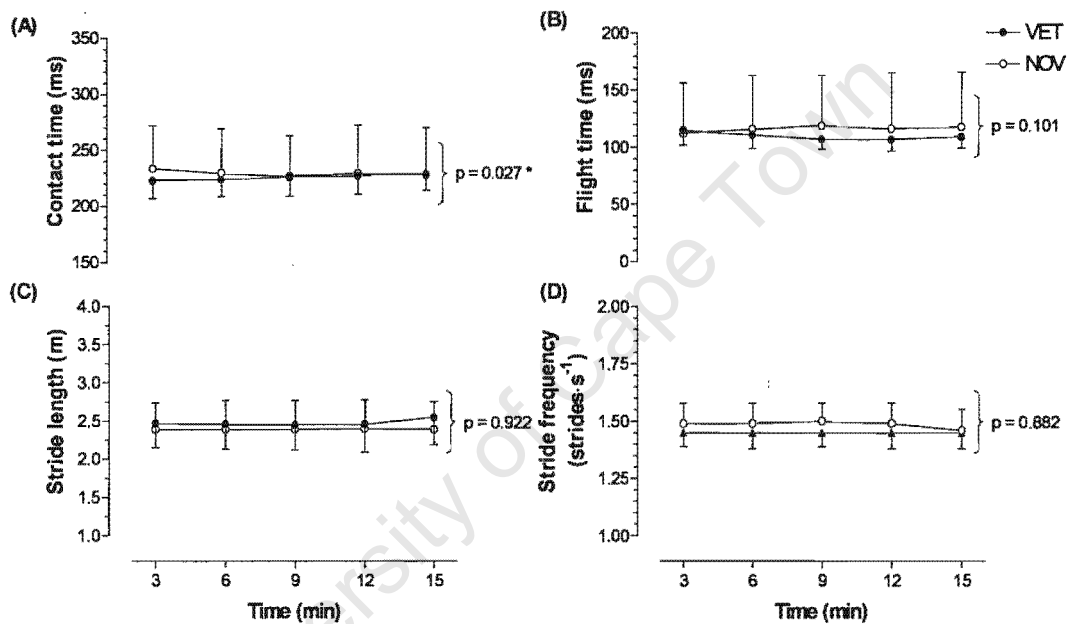 (A)
350
300
250
200
150
Contact time (ms)
p = 0.027 *
(B)
200
150
100
50
0
Flight time (ms)
p = 0.101
VET
NOV
(C)
4.0
3.5
3.0
2.5
2.0
1.5
1.0
Stride length (m)
p = 0.922
3 6 9 12 15
Time (min)
(D)
2.00
1.75
1.50
1.25
1.00
Stride frequency
(strides·s⁻¹)
p = 0.882
3 6 9 12 15
Time (min)
ersity of Cape Town